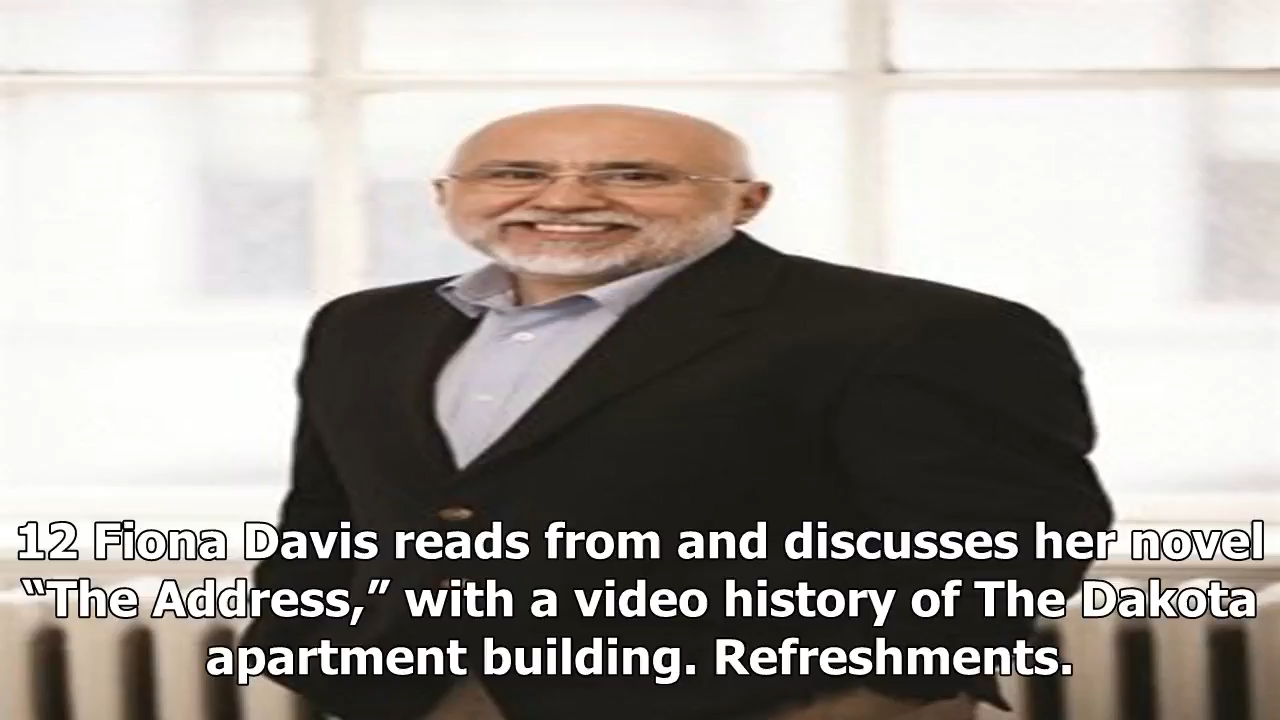 12 Fiona Davis reads from and discusses her novel
“The Address,” with a video history of The Dakota
apartment building. Refreshments.